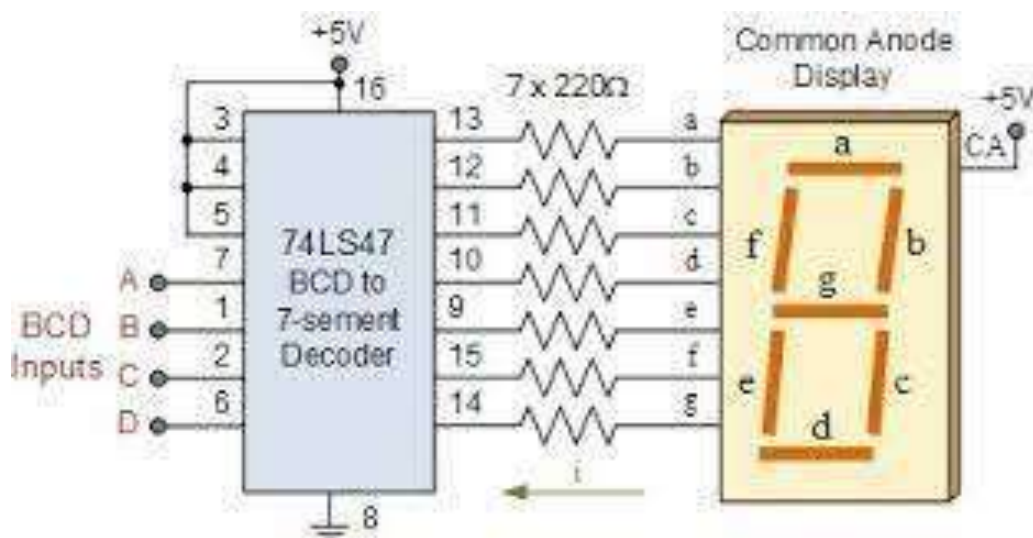 +5V
16
7 x 220Ω
Common Anode
Display
+5V
CA
3
4
5
7
1
2
6
A
B
C
D
BCD
Inputs
74LS47
BCD to
7-sement
Decoder
13
12
11
10
9
15
14
8
a
b
c
d
e
f
g
i
a
f
b
g
e
c
d